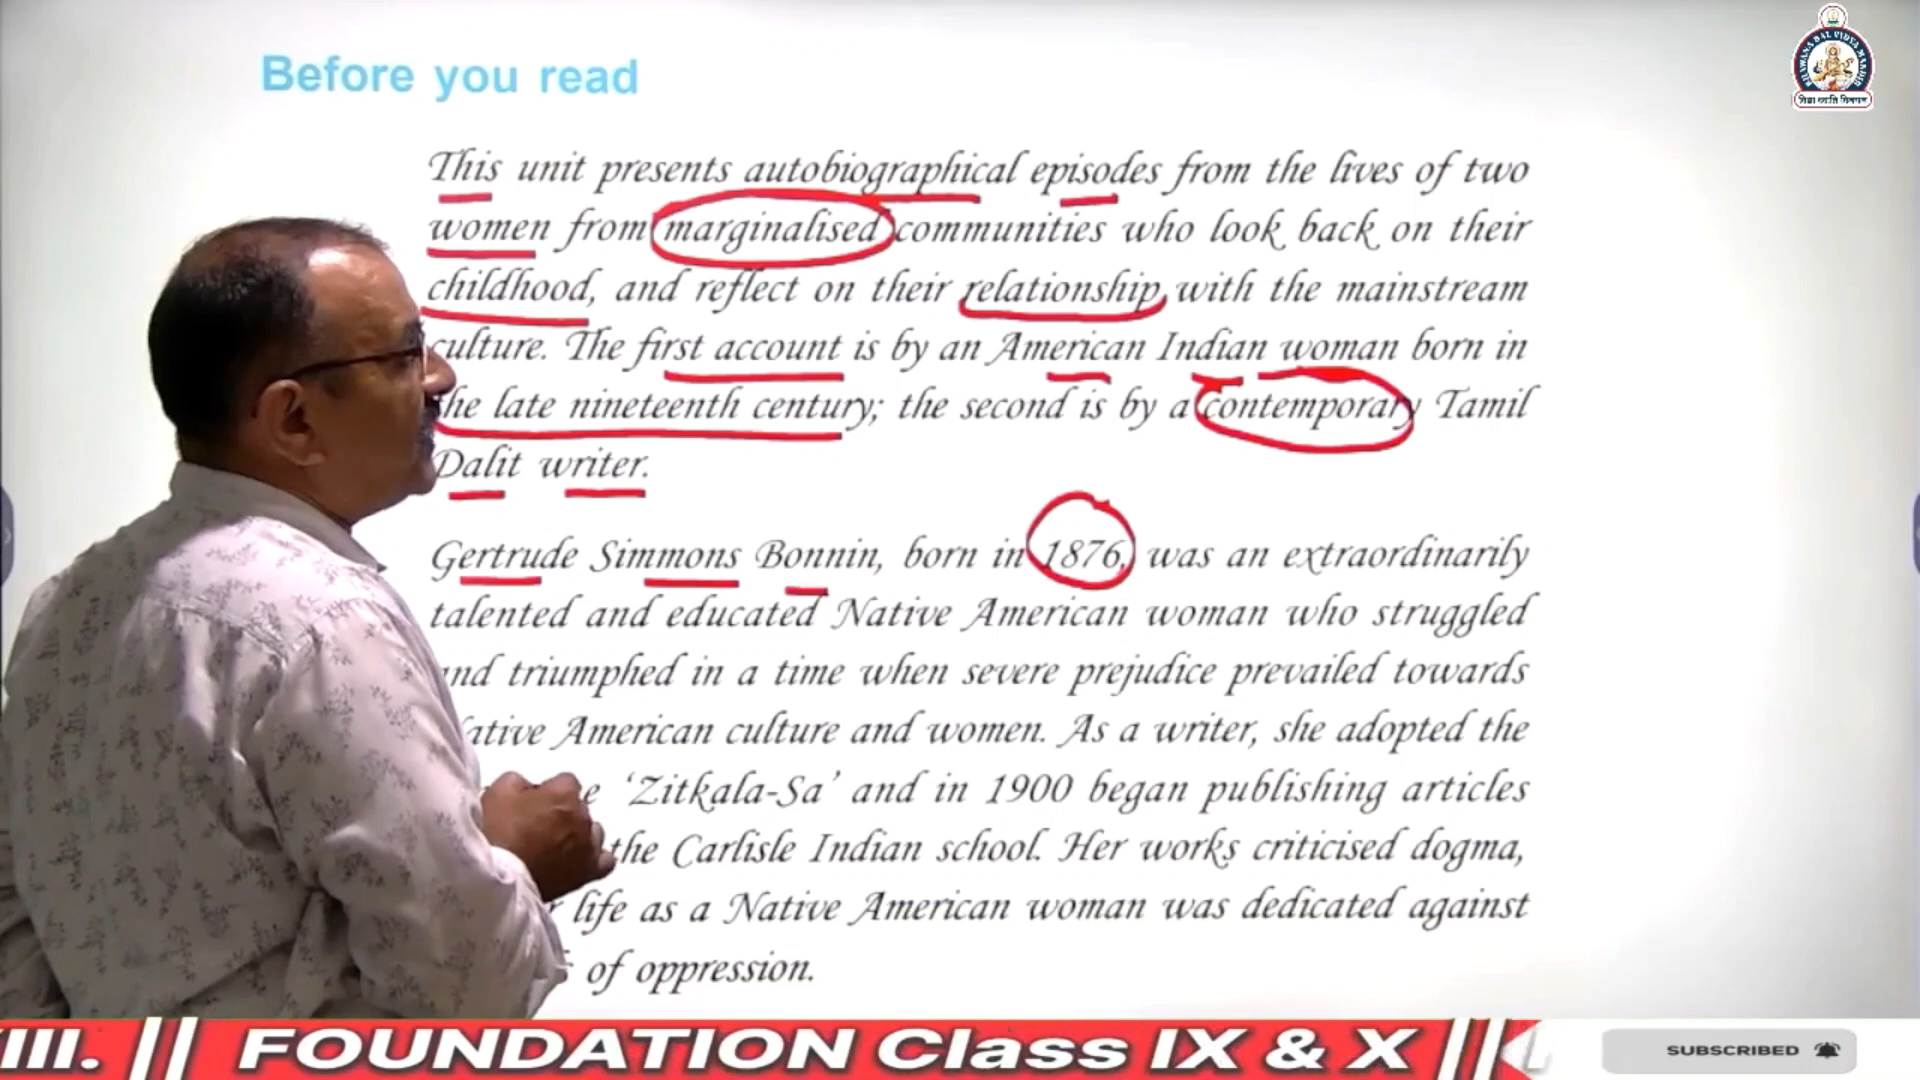 Before you read
This unit presents autobiographical episodes from the lives of two
women from marginalised communities who look back on their
childhood, and reflect on their relationship with the mainstream
culture. The first account is by an American Indian woman born in
the late nineteenth century; the second is by a contemporary Tamil
Dalit writer.
Gertrude Simmons Bonnin, born in 1876, was an extraordinarily
talented and educated Native American woman who struggled
and triumphed in a time when severe prejudice prevailed towards
Native American culture and women. As a writer, she adopted the
'Zitkala-Sa' and in 1900 began publishing articles
the Carlisle Indian school. Her works criticised dogma,
life as a Native American woman was dedicated against
of oppression.
III. || FOUNDATION Class IX & X ||
SUBSCRIBED